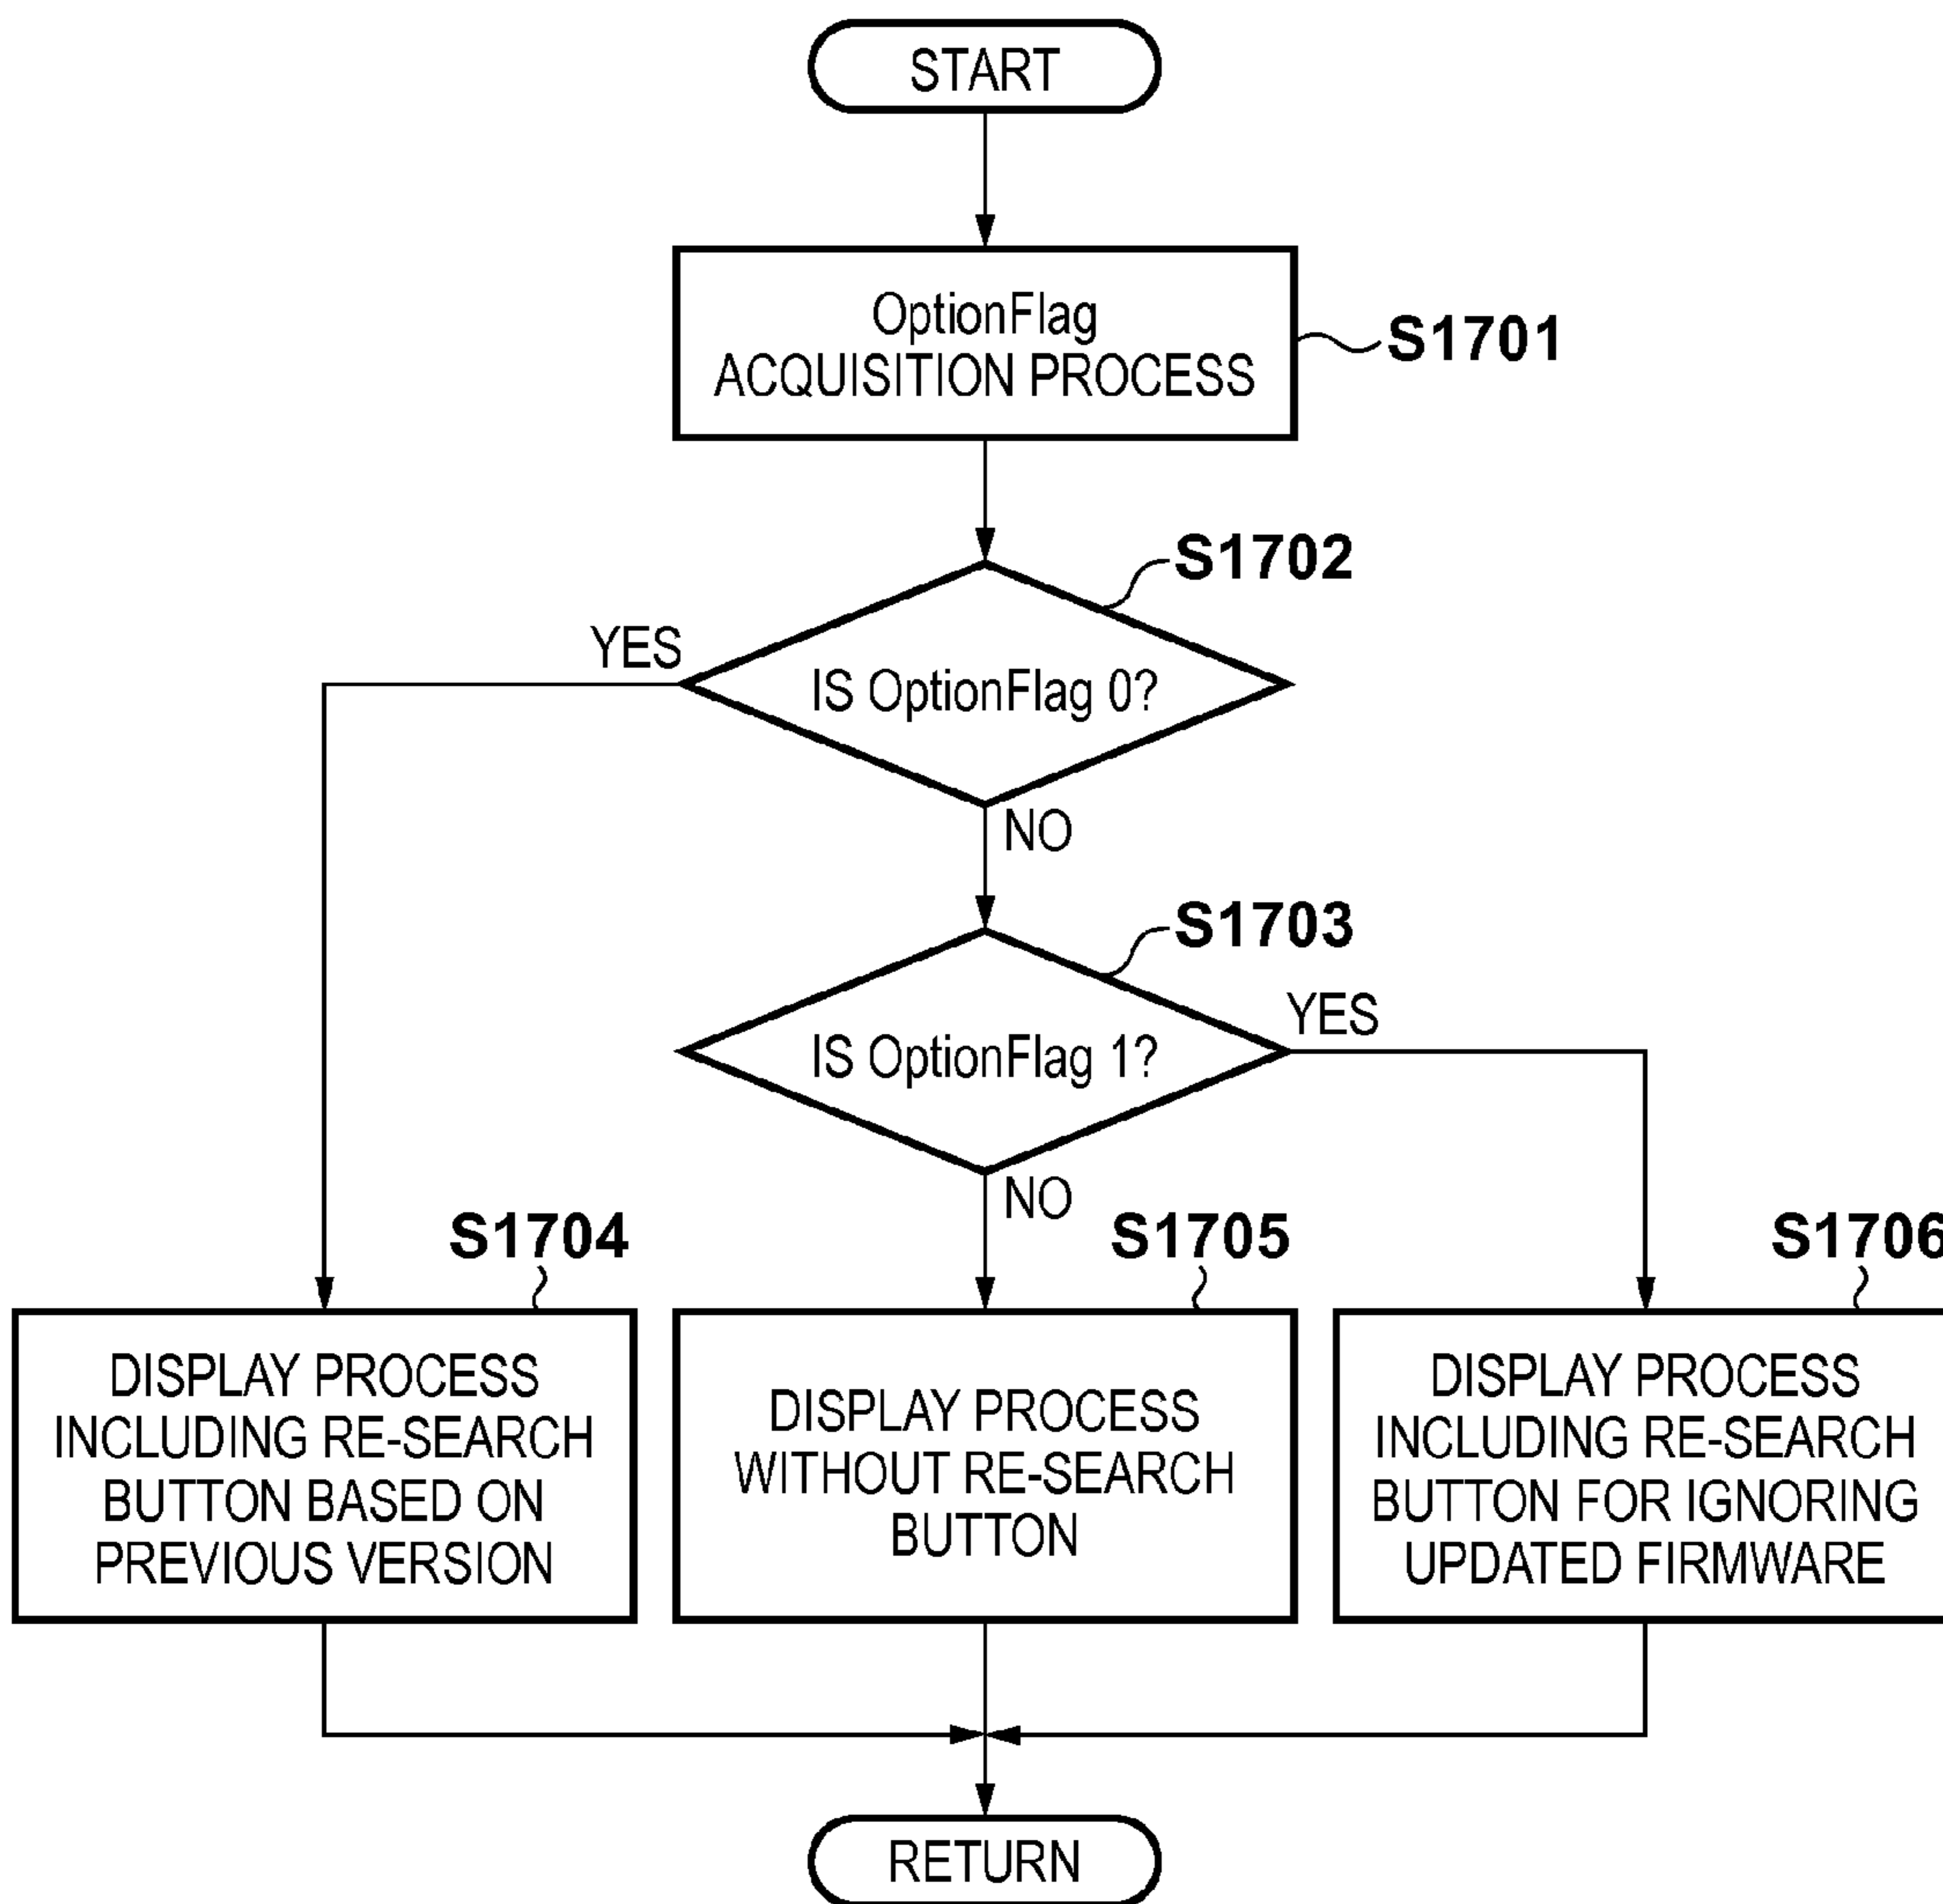 START
OptionFlag
ACQUISITION PROCESS
S1701
S1702
YES
IS OptionFlag 0?
NO
S1703
YES
IS OptionFlag 1?
NO
S1704
S1705
S1706
DISPLAY PROCESS
INCLUDING RE-SEARCH
BUTTON BASED ON
PREVIOUS VERSION
DISPLAY PROCESS
WITHOUT RE-SEARCH
BUTTON
DISPLAY PROCESS
INCLUDING RE-SEARCH
BUTTON FOR IGNORING
UPDATED FIRMWARE
RETURN